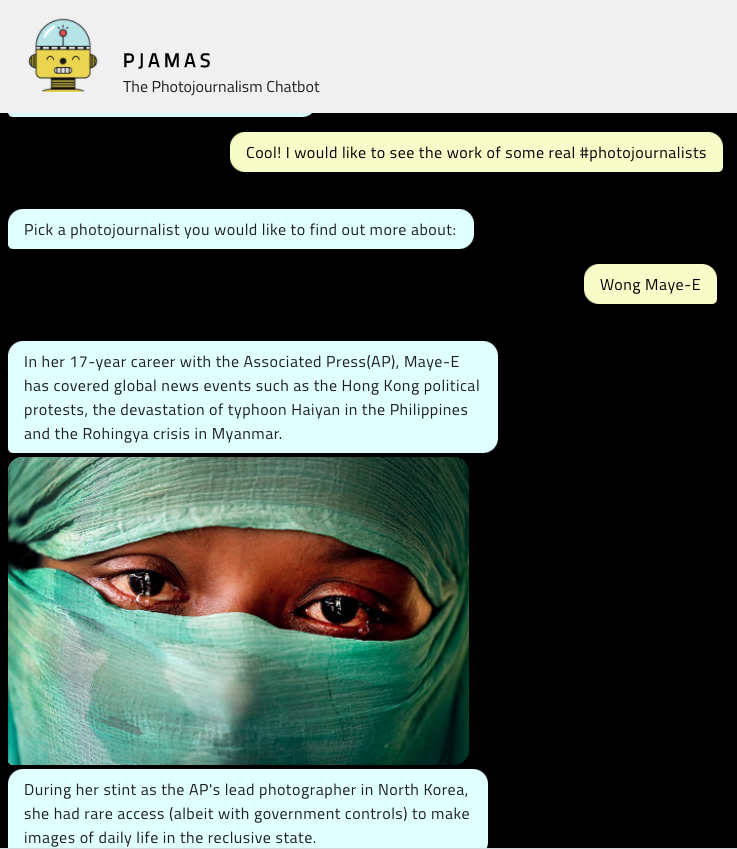 PJAMAS
The Photojournalism Chatbot
Cool! I would like to see the work of some real #photojournalists
Pick a photojournalist you would like to find out more about:
Wong Maye-E
In her 17-year career with the Associated Press(AP), Maye-E
has covered global news events such as the Hong Kong political
protests, the devastation of typhoon Haiyan in the Philippines
and the Rohingya crisis in Myanmar.
During her stint as the AP's lead photographer in North Korea,
she had rare access (albeit with government controls) to make
images of daily life in the reclusive state.